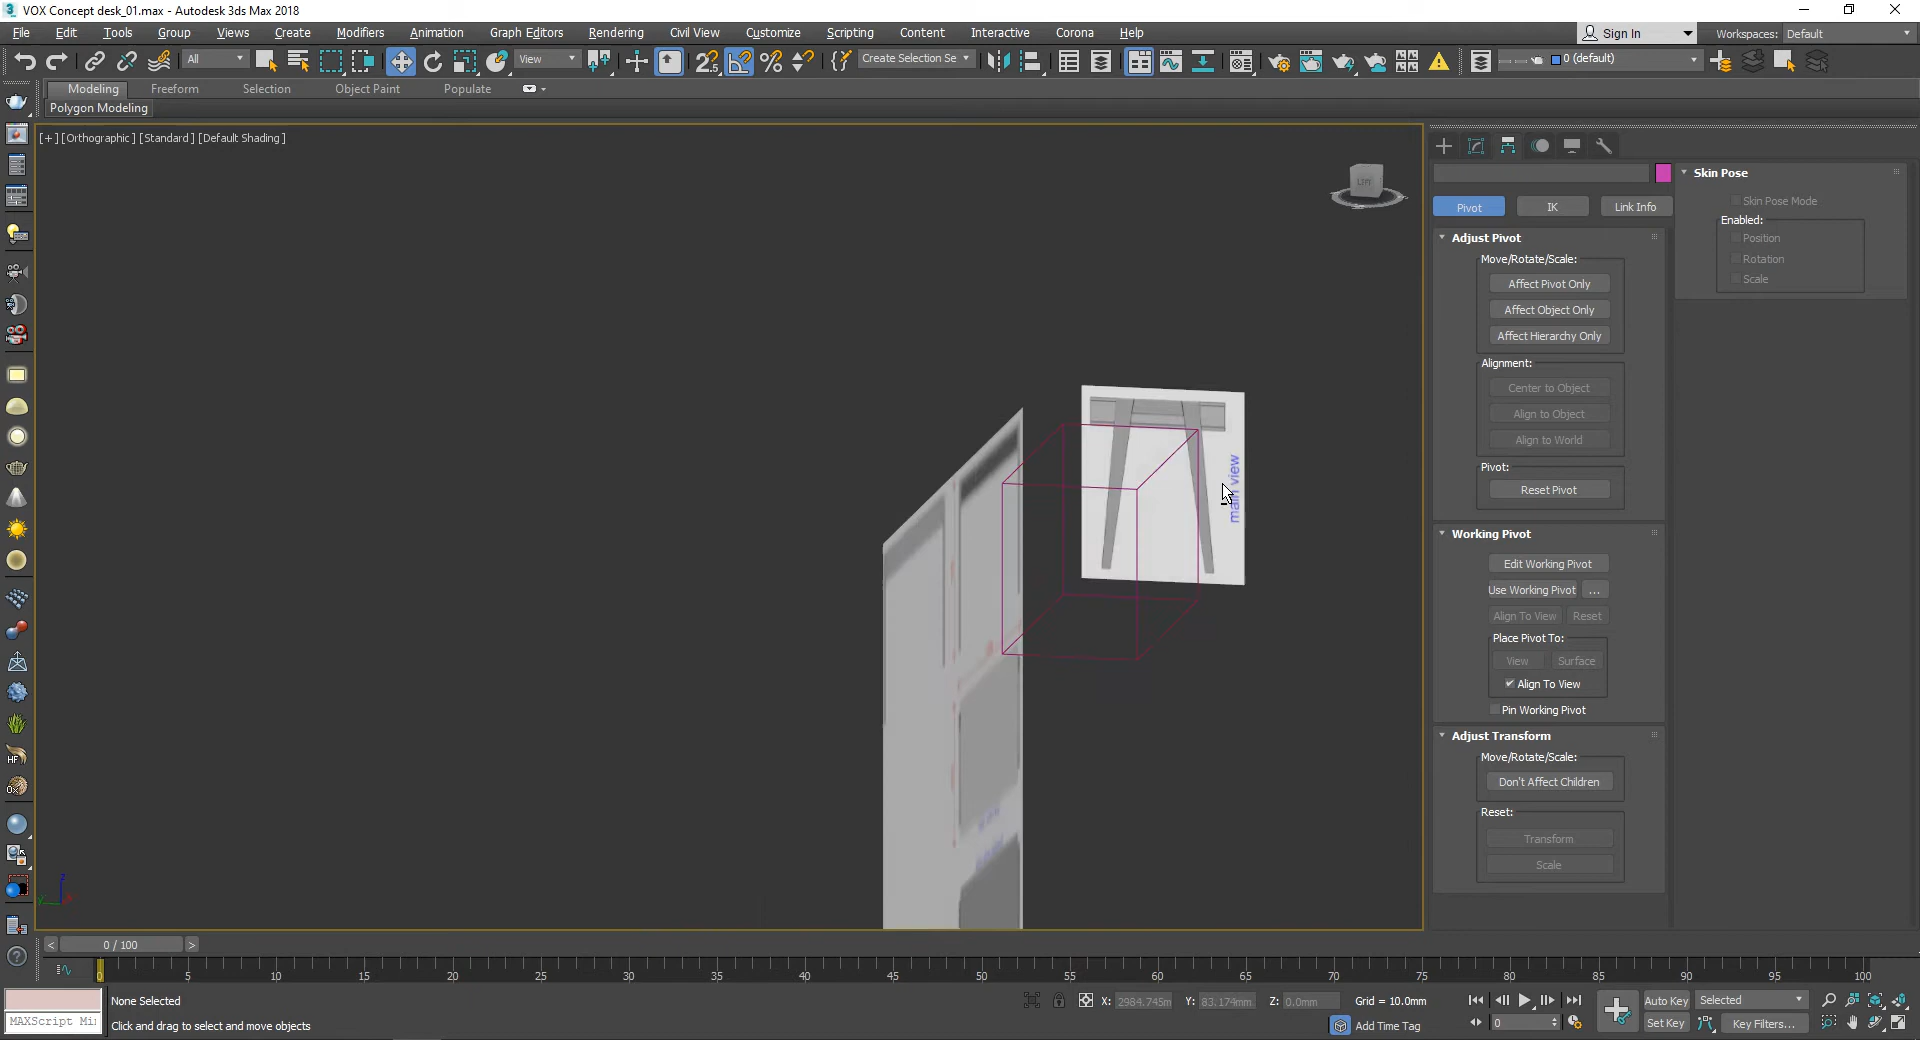 VOX Concept desk_01.max - Autodesk 3ds Max 2018
File Edit Tools Group Views Create Modifiers Animation Graph Editors Rendering Civil View Customize Scripting Content Interactive Corona Help
Sign In
Workspaces: Default
All
View
Create Selection Se
0 (default)
Modeling Freeform Selection Object Paint Populate
Polygon Modeling
[+] [Orthographic] [Standard] [Default Shading]
main view
Pivot IK Link Info
Adjust Pivot
Move/Rotate/Scale:
Affect Pivot Only
Affect Object Only
Affect Hierarchy Only
Alignment:
Center to Object
Align to Object
Align to World
Pivot:
Reset Pivot
Working Pivot
Edit Working Pivot
Use Working Pivot ...
Align To View Reset
Place Pivot To:
View Surface
Align To View
Pin Working Pivot
Adjust Transform
Move/Rotate/Scale:
Don't Affect Children
Reset:
Transform
Scale
Skin Pose
Skin Pose Mode
Enabled:
Position
Rotation
Scale
< 0 / 100 >
0 5 10 15 20 25 30 35 40 45 50 55 60 65 70 75 80 85 90 95 100
None Selected
X: 2984.745m Y: 83.174mm Z: 0.0mm Grid = 10.0mm
Auto Key Selected
MAXScript Mi
Click and drag to select and move objects
Add Time Tag
0
Set Key Key Filters...